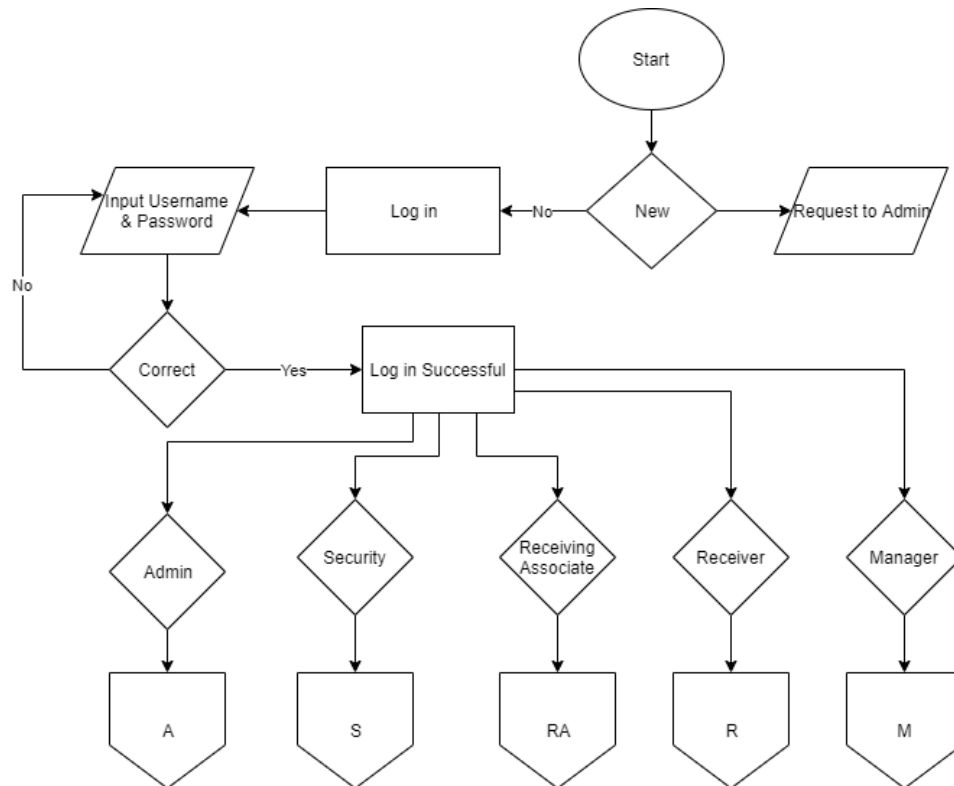 Start
New
No
Log in
Request to Admin
Input Username
& Password
No
Correct
Yes
Log in Successful
Admin
Security
Receiving
Associate
Receiver
Manager
A
S
RA
R
M